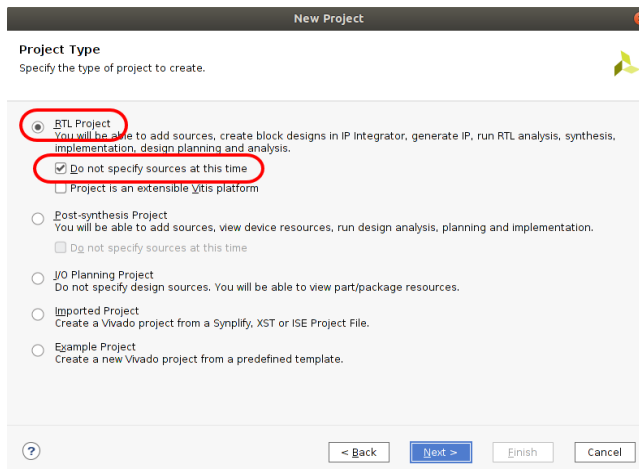 New Project
Project Type
Specify the type of project to create.
RTL Project
You will be able to add sources, create block designs in IP Integrator, generate IP, run RTL analysis, synthesis,
implementation, design planning and analysis.
Do not specify sources at this time
Project is an extensible Vitis platform
Post-synthesis Project
You will be able to add sources, view device resources, run design analysis, planning and implementation.
Do not specify sources at this time
I/O Planning Project
Do not specify design sources. You will be able to view part/package resources.
Imported Project
Create a Vivado project from a Synplify, XST or ISE Project File.
Example Project
Create a new Vivado project from a predefined template.
? < Back Next > Finish Cancel